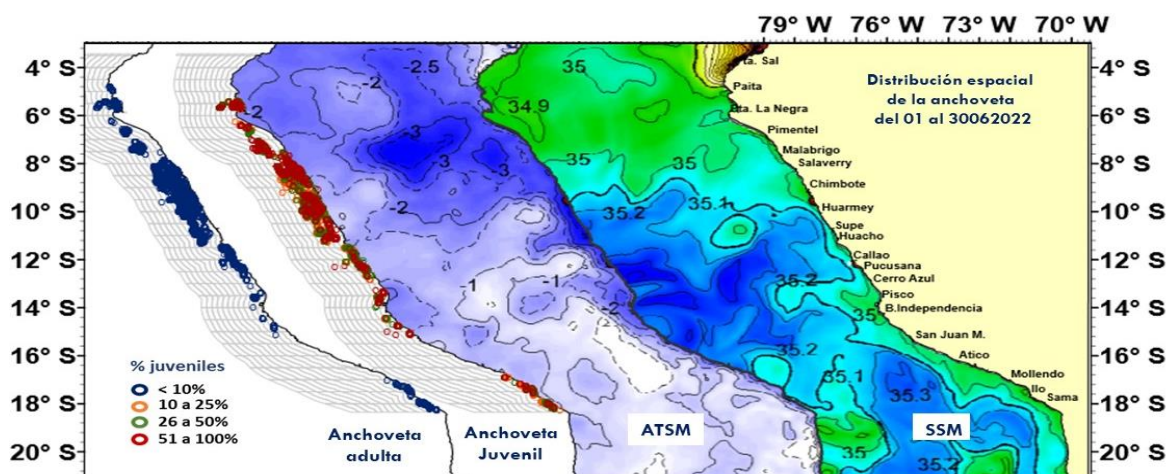 79° W 76° W 73° W 70° W
4° S
6° S
8° S
10° S
12° S
14° S
16° S
18° S
20° S
-2
-2.5
-2
-3
-3
-3
-2
-1
-1
-2
35
34.9
35
35
35.1
35.2
35.2
35
35.2
35.1
35.3
35
35.2
Distribución espacial
de la anchoveta
del 01 al 30062022
Pta. Sal
Paita
Pta. La Negra
Pimentel
Malabrigo
Salaverry
Chimbote
Huarmey
Supe
Huacho
Callao
Pucusana
Cerro Azul
Pisco
B.Independencia
San Juan M.
Atico
Mollendo
Ilo
Sama
4° S
6° S
8° S
10° S
12° S
14° S
16° S
18° S
20° S
% juveniles
< 10%
10 a 25%
26 a 50%
51 a 100%
Anchoveta
adulta
Anchoveta
Juvenil
ATSM
SSM